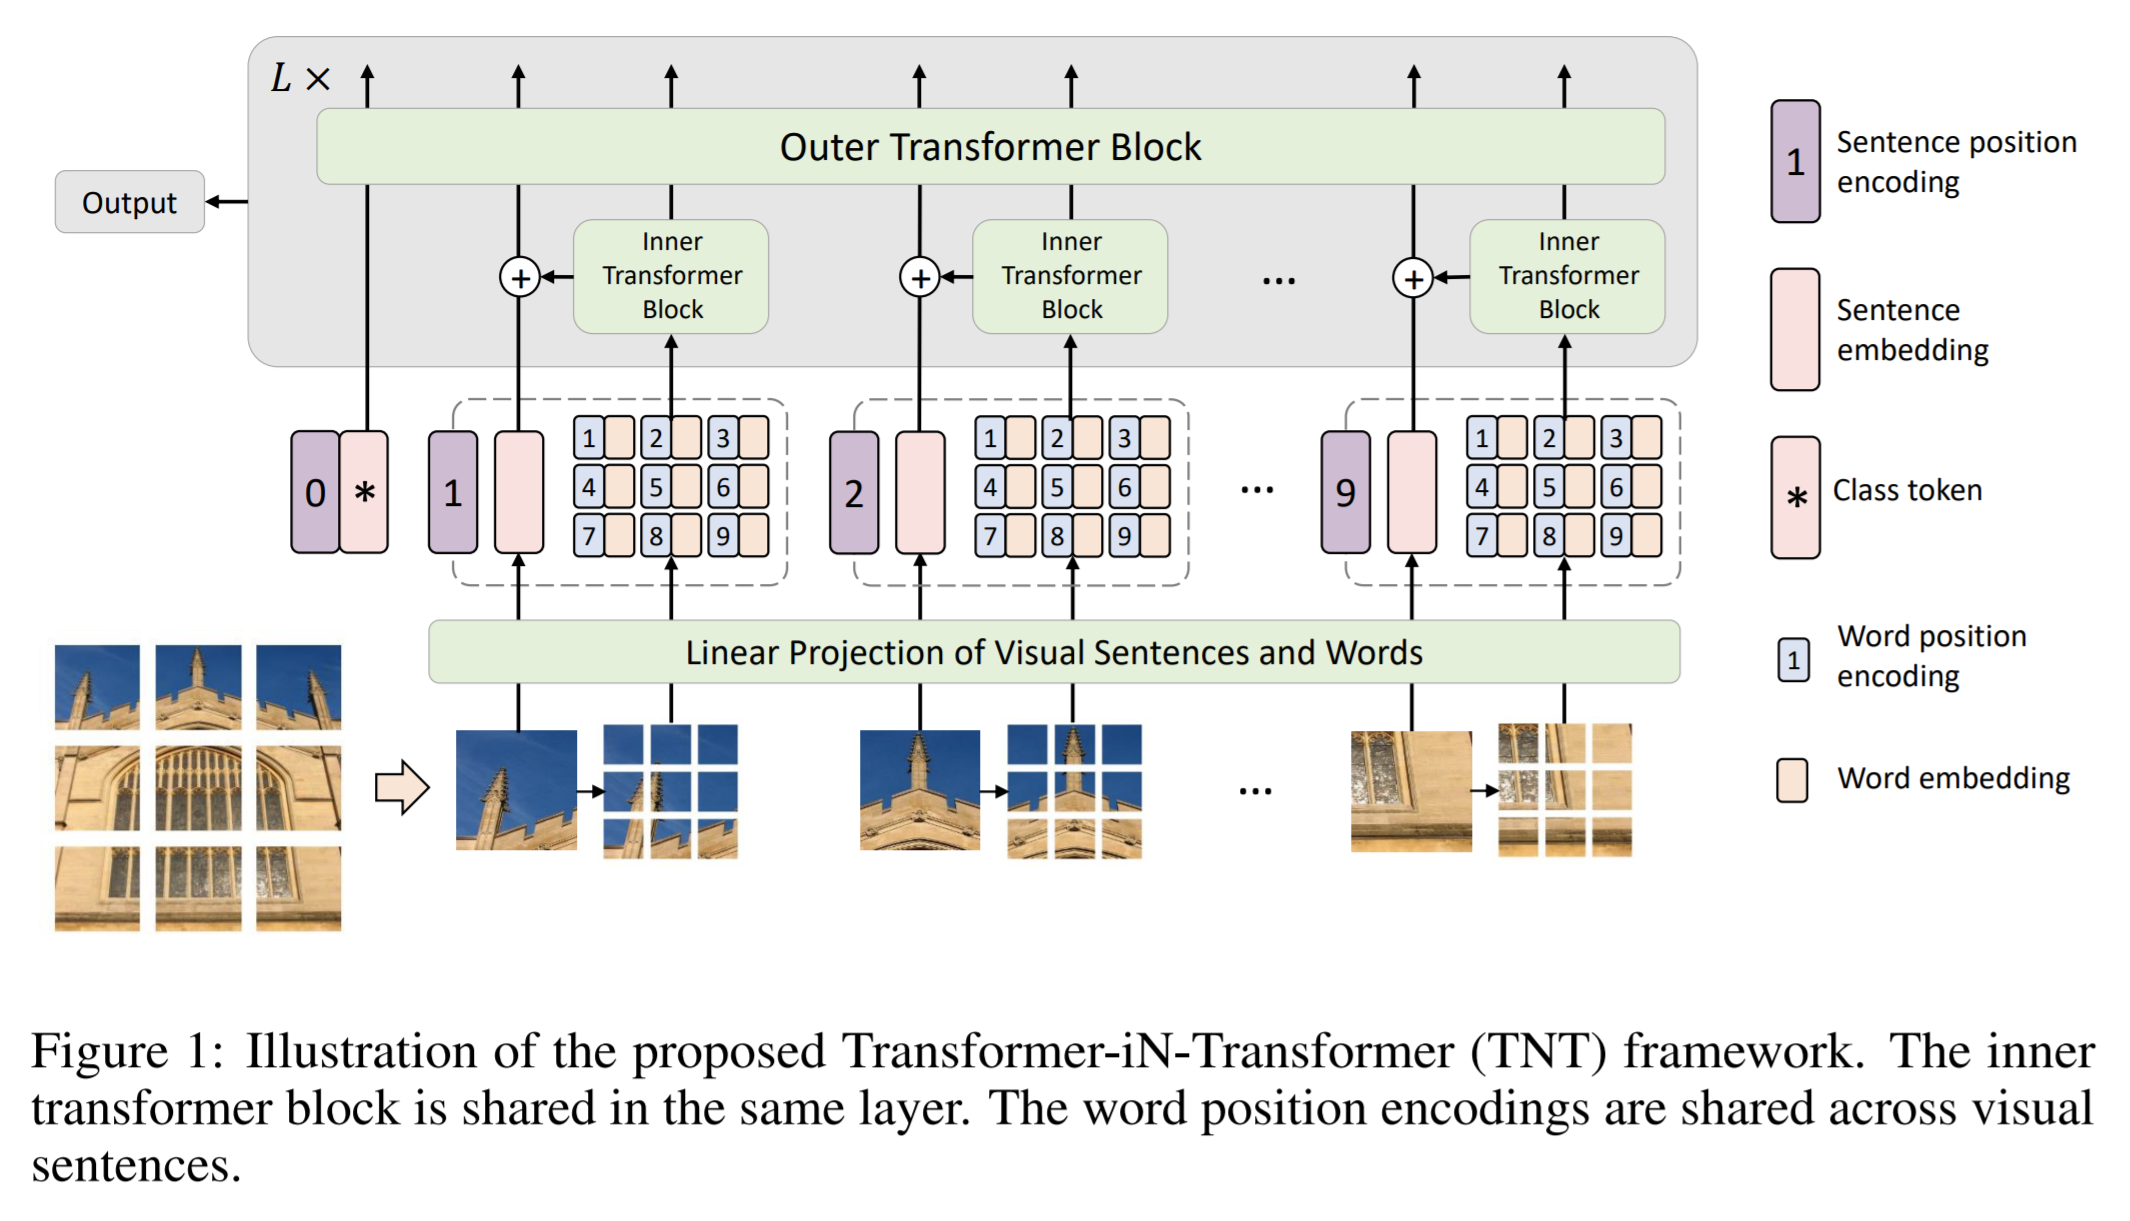 L ×
Outer Transformer Block
Output
Inner
Transformer
Block
Inner
Transformer
Block
...
Inner
Transformer
Block
+
+
+
0 *
1
1 2 3
4 5 6
7 8 9
2
1 2 3
4 5 6
7 8 9
...
9
1 2 3
4 5 6
7 8 9
Linear Projection of Visual Sentences and Words
...
1
Sentence position
encoding
Sentence
embedding
*
Class token
1
Word position
encoding
Word embedding
Figure 1: Illustration of the proposed Transformer-iN-Transformer (TNT) framework. The inner
transformer block is shared in the same layer. The word position encodings are shared across visual
sentences.